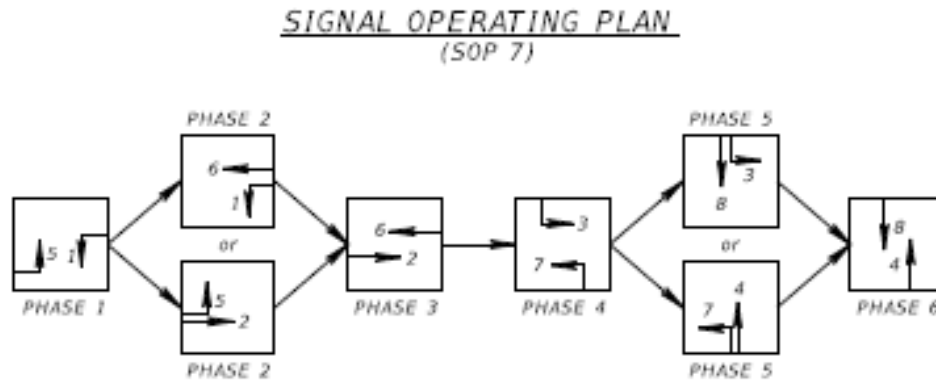 SIGNAL OPERATING PLAN
(SOP 7)
PHASE 2
PHASE 5
6
1
3
8
5
1
or
6
2
3
7
or
8
4
PHASE 1
5
2
PHASE 3
PHASE 4
7
4
PHASE 6
PHASE 2
PHASE 5